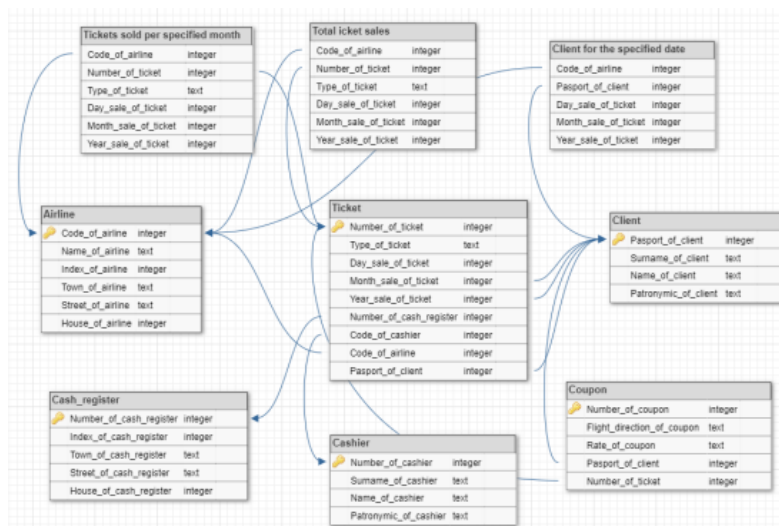 Tickets sold per specified month
Code_of_airline integer
Number_of_ticket integer
Type_of_ticket text
Day_sale_of_ticket integer
Month_sale_of_ticket integer
Year_sale_of_ticket integer
Total icket sales
Code_of_airline integer
Number_of_ticket integer
Type_of_ticket text
Day_sale_of_ticket integer
Month_sale_of_ticket integer
Year_sale_of_ticket integer
Client for the specified date
Code_of_airline integer
Pasport_of_client integer
Day_sale_of_ticket integer
Month_sale_of_ticket integer
Year_sale_of_ticket integer
Airline
Code_of_airline integer
Name_of_airline text
Index_of_airline integer
Town_of_airline text
Street_of_airline text
House_of_airline integer
Ticket
Number_of_ticket integer
Type_of_ticket text
Day_sale_of_ticket integer
Month_sale_of_ticket integer
Year_sale_of_ticket integer
Number_of_cash_register integer
Code_of_cashier integer
Code_of_airline integer
Pasport_of_client integer
Client
Pasport_of_client integer
Surname_of_client text
Name_of_client text
Patronymic_of_client text
Cash_register
Number_of_cash_register integer
Index_of_cash_register integer
Town_of_cash_register text
Street_of_cash_register text
House_of_cash_register integer
Cashier
Number_of_cashier integer
Surname_of_cashier text
Name_of_cashier text
Patronymic_of_cashier text
Coupon
Number_of_coupon integer
Flight_direction_of_coupon text
Rate_of_coupon text
Pasport_of_client integer
Number_of_ticket integer